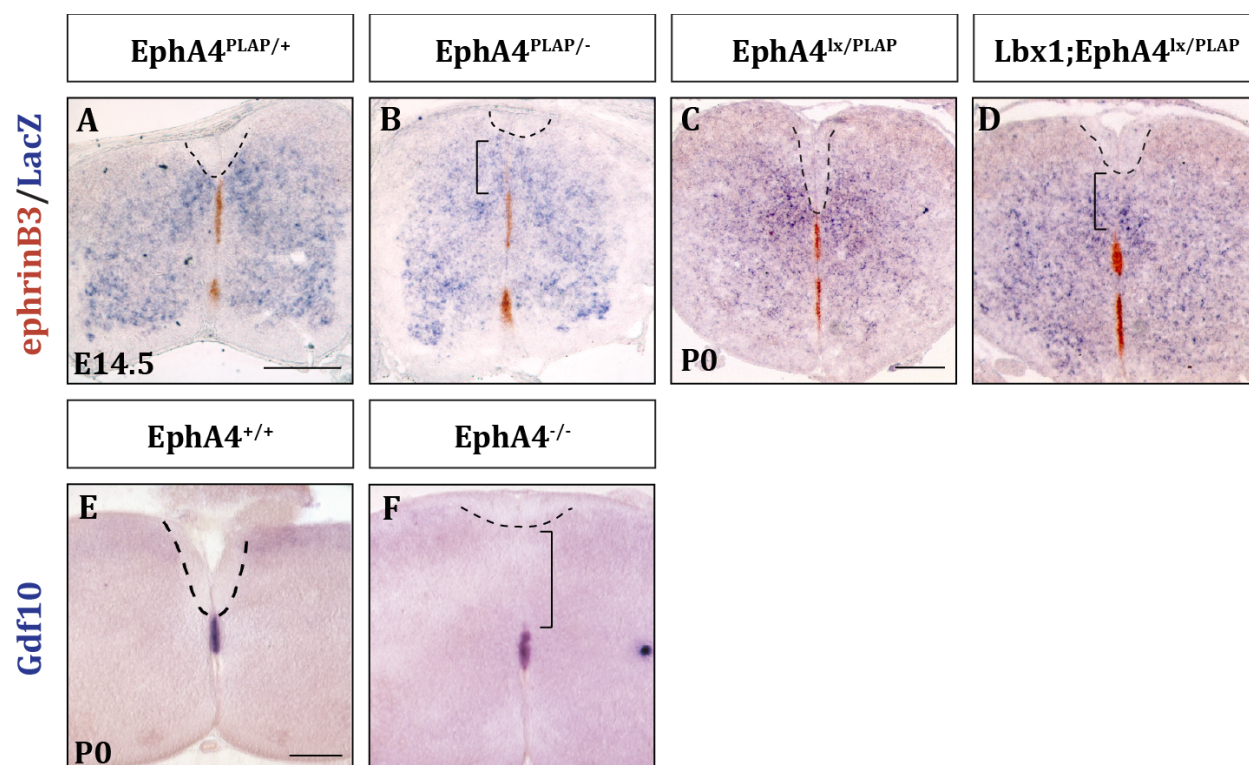 EphA4PLAP/+
EphA4PLAP/-
EphA4lx/PLAP
Lbx1;EphA4lx/PLAP
ephrinB3/LacZ
A
B
C
D
E14.5
P0
EphA4+/+
EphA4-/-
Gdf10
E
F
P0